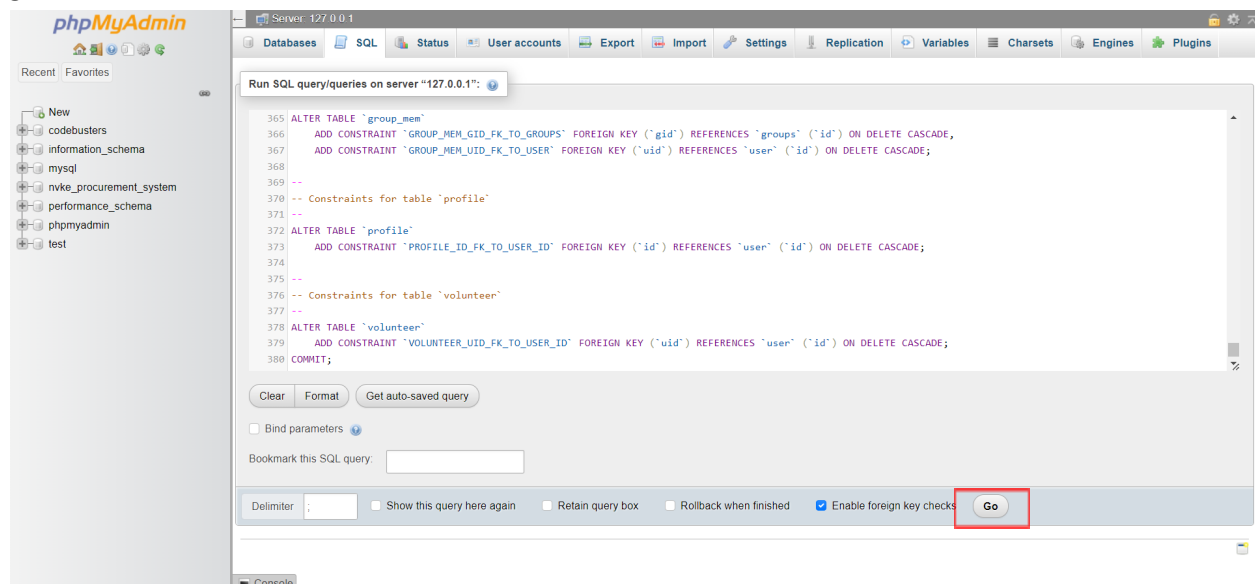 phpMyAdmin
Recent Favorites
New
codebusters
information_schema
mysql
nvke_procurement_system
performance_schema
phpmyadmin
test
← Server: 127.0.0.1
Databases SQL Status User accounts Export Import Settings Replication Variables Charsets Engines Plugins
Run SQL query/queries on server “127.0.0.1”:
365 ALTER TABLE `group_mem`
366 ADD CONSTRAINT `GROUP_MEM_GID_FK_TO_GROUPS` FOREIGN KEY (`gid`) REFERENCES `groups` (`id`) ON DELETE CASCADE,
367 ADD CONSTRAINT `GROUP_MEM_UID_FK_TO_USER` FOREIGN KEY (`uid`) REFERENCES `user` (`id`) ON DELETE CASCADE;
368
369 --
370 -- Constraints for table `profile`
371 --
372 ALTER TABLE `profile`
373 ADD CONSTRAINT `PROFILE_ID_FK_TO_USER_ID` FOREIGN KEY (`id`) REFERENCES `user` (`id`) ON DELETE CASCADE;
374
375 --
376 -- Constraints for table `volunteer`
377 --
378 ALTER TABLE `volunteer`
379 ADD CONSTRAINT `VOLUNTEER_UID_FK_TO_USER_ID` FOREIGN KEY (`uid`) REFERENCES `user` (`id`) ON DELETE CASCADE;
380 COMMIT;
Clear Format Get auto-saved query
Bind parameters
Bookmark this SQL query:
Delimiter ; Show this query here again Retain query box Rollback when finished Enable foreign key checks Go
Console